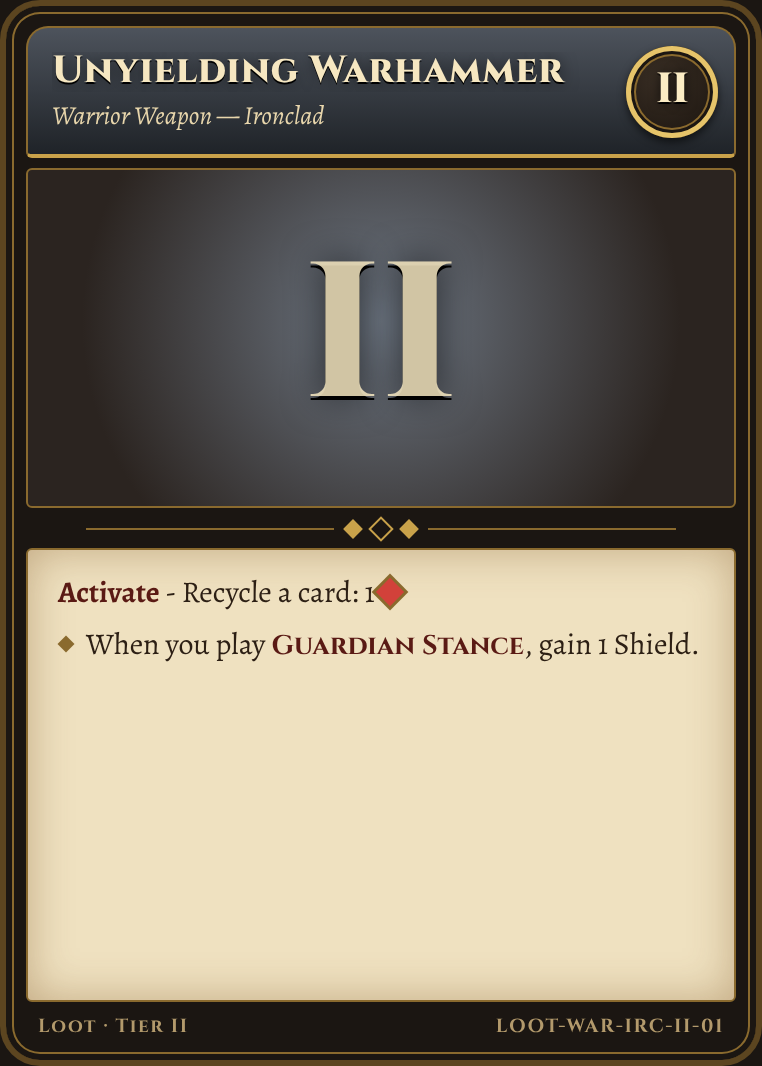 Unyielding Warhammer
Warrior Weapon — Ironclad
II
II
Activate - Recycle a card: 1
When you play Guardian Stance, gain 1 Shield.
Loot · Tier II
LOOT-WAR-IRC-II-01